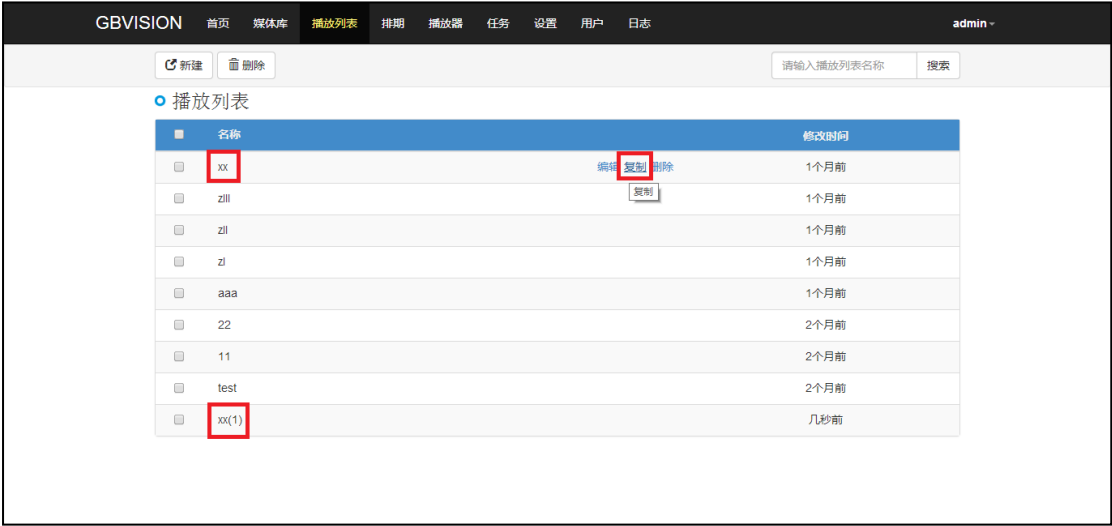 GBVISION 首页 媒体库 播放列表 排期 播放器 任务 设置 用户 日志 admin
新建 删除 请输入播放列表名称 搜索
播放列表
名称 修改时间
xx 编辑 复制 删除 1个月前
复制
zlll 1个月前
zll 1个月前
zl 1个月前
aaa 1个月前
22 2个月前
11 2个月前
test 2个月前
xx(1) 几秒前